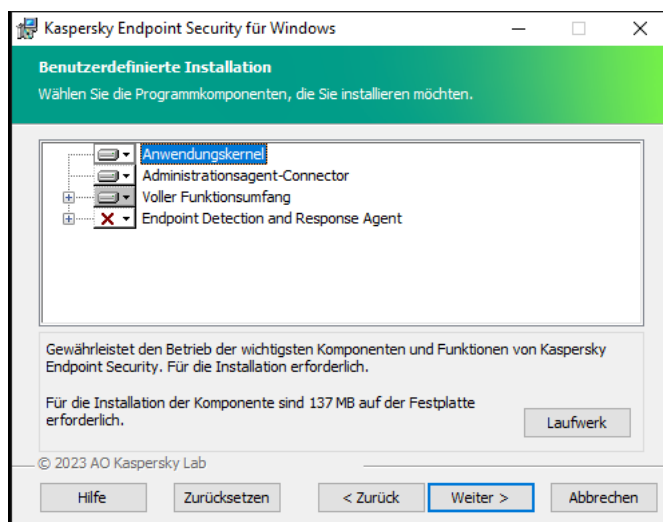 Kaspersky Endpoint Security für Windows
Benutzerdefinierte Installation
Wählen Sie die Programmkomponenten, die Sie installieren möchten.
Anwendungskernel
Administrationsagent-Connector
Voller Funktionsumfang
Endpoint Detection and Response Agent
Gewährleistet den Betrieb der wichtigsten Komponenten und Funktionen von Kaspersky
Endpoint Security. Für die Installation erforderlich.
Für die Installation der Komponente sind 137 MB auf der Festplatte
erforderlich.
Laufwerk
© 2023 AO Kaspersky Lab
Hilfe
Zurücksetzen
< Zurück
Weiter >
Abbrechen